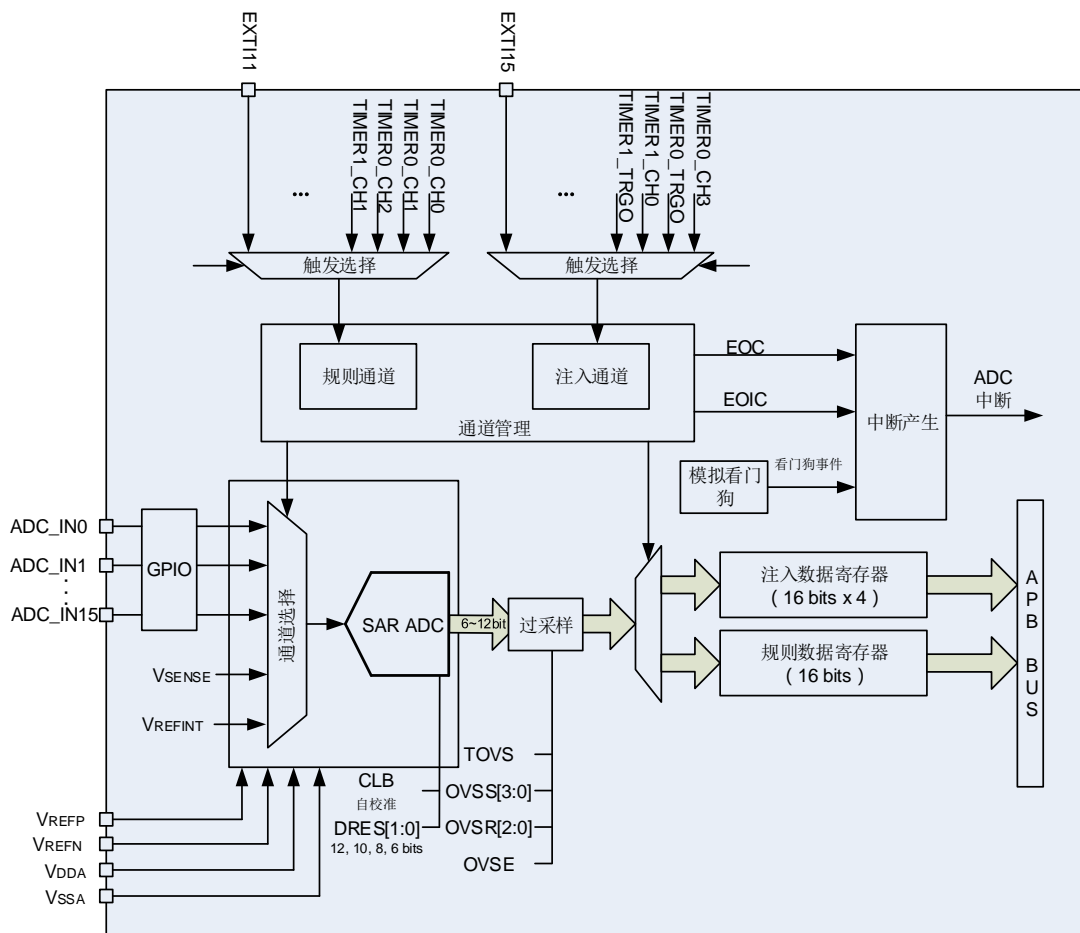 EXTI11
EXTI15
TIMER1_CH1
TIMER0_CH2
TIMER0_CH1
TIMER0_CH0
...
TIMER1_TRGO
TIMER1_CH0
TIMER0_TRGO
TIMER0_CH3
...
触发选择
触发选择
规则通道
注入通道
通道管理
EOC
EOIC
中断产生
ADC
中断
模拟看门
狗
看门狗事件
ADC_IN0
ADC_IN1
ADC_IN15
GPIO
通道选择
VSENSE
VREFINT
SAR ADC
6~12bit
过采样
注入数据寄存器
( 16 bits x 4 )
规则数据寄存器
( 16 bits )
APB BUS
CLB
自校准
DRES[1:0]
12, 10, 8, 6 bits
TOVS
OVSS[3:0]
OVSR[2:0]
OVSE
VREFP
VREFN
VDDA
VSSA